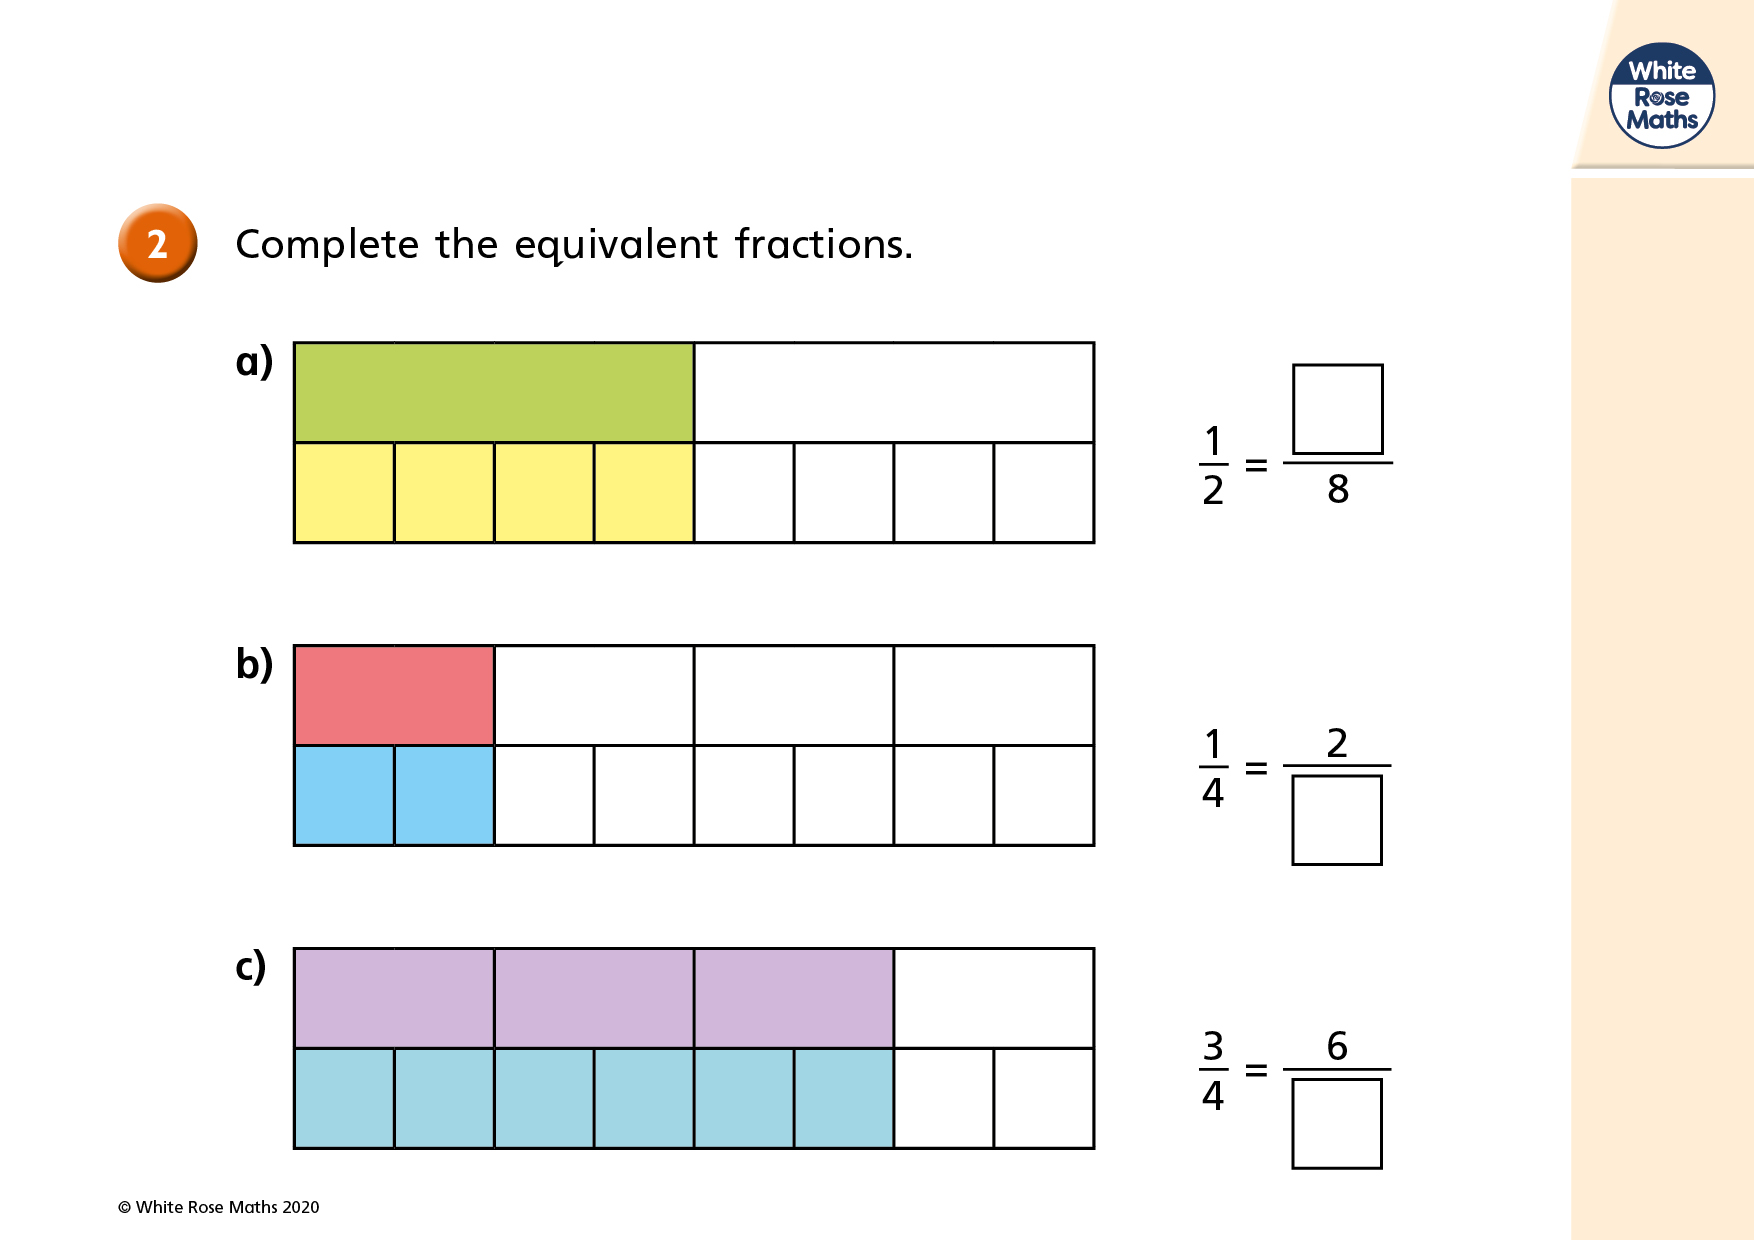 White
Rose
Maths
2 Complete the equivalent fractions.
a)
1
2
=
8
b)
1
4
=
2
c)
3
4
=
6
© White Rose Maths 2020